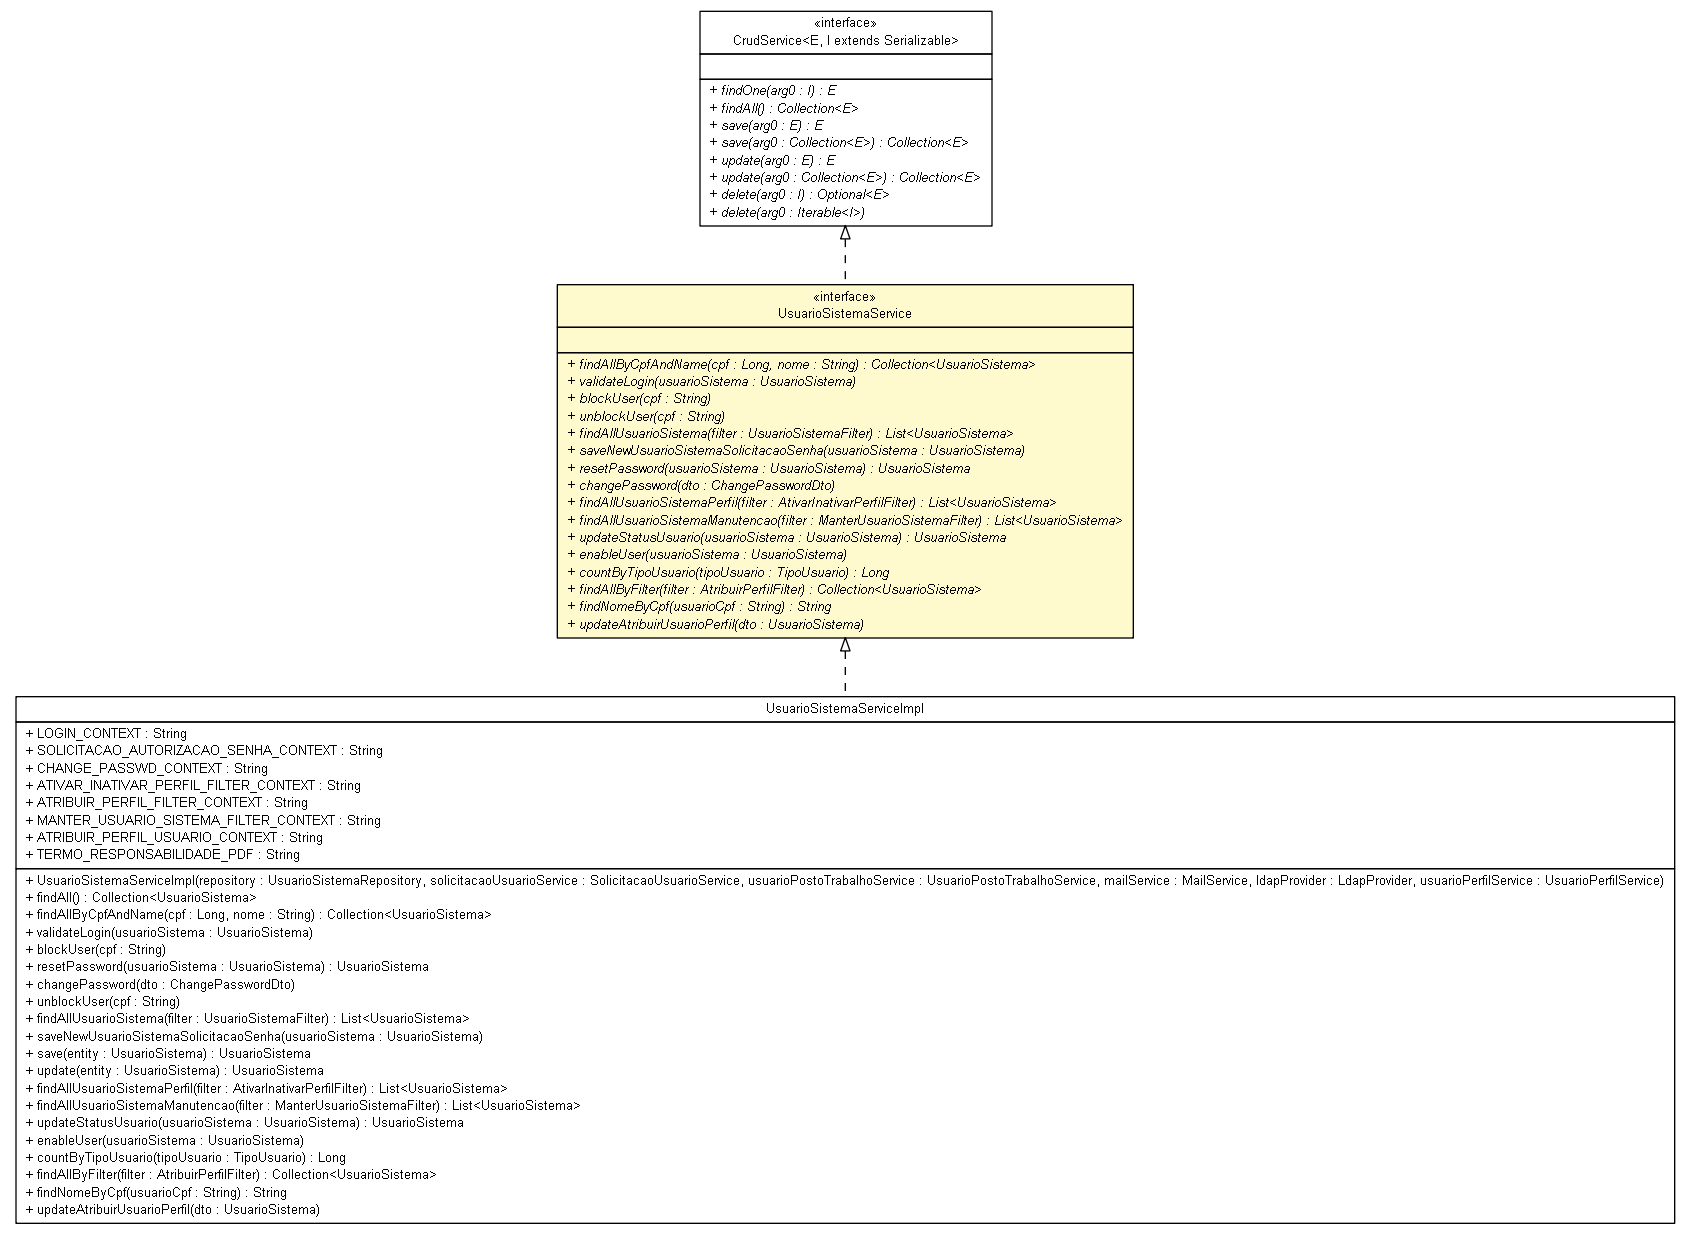 «interface»
CrudService<E, I extends Serializable>
+ findOne(arg0 : I) : E
+ findAll() : Collection<E>
+ save(arg0 : E) : E
+ save(arg0 : Collection<E>) : Collection<E>
+ update(arg0 : E) : E
+ update(arg0 : Collection<E>) : Collection<E>
+ delete(arg0 : I) : Optional<E>
+ delete(arg0 : Iterable<I>)
«interface»
UsuarioSistemaService
+ findAllByCpfAndName(cpf : Long, nome : String) : Collection<UsuarioSistema>
+ validateLogin(usuarioSistema : UsuarioSistema)
+ blockUser(cpf : String)
+ unblockUser(cpf : String)
+ findAllUsuarioSistema(filter : UsuarioSistemaFilter) : List<UsuarioSistema>
+ saveNewUsuarioSistemaSolicitacaoSenha(usuarioSistema : UsuarioSistema)
+ resetPassword(usuarioSistema : UsuarioSistema) : UsuarioSistema
+ changePassword(dto : ChangePasswordDto)
+ findAllUsuarioSistemaPerfil(filter : AtivarInativarPerfilFilter) : List<UsuarioSistema>
+ findAllUsuarioSistemaManutencao(filter : ManterUsuarioSistemaFilter) : List<UsuarioSistema>
+ updateStatusUsuario(usuarioSistema : UsuarioSistema) : UsuarioSistema
+ enableUser(usuarioSistema : UsuarioSistema)
+ countByTipoUsuario(tipoUsuario : TipoUsuario) : Long
+ findAllByFilter(filter : AtribuirPerfilFilter) : Collection<UsuarioSistema>
+ findNomeByCpf(usuarioCpf : String) : String
+ updateAtribuirUsuarioPerfil(dto : UsuarioSistema)
UsuarioSistemaServiceImpl
+ LOGIN_CONTEXT : String
+ SOLICITACAO_AUTORIZACAO_SENHA_CONTEXT : String
+ CHANGE_PASSWD_CONTEXT : String
+ ATIVAR_INATIVAR_PERFIL_FILTER_CONTEXT : String
+ ATRIBUIR_PERFIL_FILTER_CONTEXT : String
+ MANTER_USUARIO_SISTEMA_FILTER_CONTEXT : String
+ ATRIBUIR_PERFIL_USUARIO_CONTEXT : String
+ TERMO_RESPONSABILIDADE_PDF : String
+ UsuarioSistemaServiceImpl(repository : UsuarioSistemaRepository, solicitacaoUsuarioService : SolicitacaoUsuarioService, usuarioPostoTrabalhoService : UsuarioPostoTrabalhoService, mailService : MailService, ldapProvider : LdapProvider, usuarioPerfilService : UsuarioPerfilService)
+ findAll() : Collection<UsuarioSistema>
+ findAllByCpfAndName(cpf : Long, nome : String) : Collection<UsuarioSistema>
+ validateLogin(usuarioSistema : UsuarioSistema)
+ blockUser(cpf : String)
+ resetPassword(usuarioSistema : UsuarioSistema) : UsuarioSistema
+ changePassword(dto : ChangePasswordDto)
+ unblockUser(cpf : String)
+ findAllUsuarioSistema(filter : UsuarioSistemaFilter) : List<UsuarioSistema>
+ saveNewUsuarioSistemaSolicitacaoSenha(usuarioSistema : UsuarioSistema)
+ save(entity : UsuarioSistema) : UsuarioSistema
+ update(entity : UsuarioSistema) : UsuarioSistema
+ findAllUsuarioSistemaPerfil(filter : AtivarInativarPerfilFilter) : List<UsuarioSistema>
+ findAllUsuarioSistemaManutencao(filter : ManterUsuarioSistemaFilter) : List<UsuarioSistema>
+ updateStatusUsuario(usuarioSistema : UsuarioSistema) : UsuarioSistema
+ enableUser(usuarioSistema : UsuarioSistema)
+ countByTipoUsuario(tipoUsuario : TipoUsuario) : Long
+ findAllByFilter(filter : AtribuirPerfilFilter) : Collection<UsuarioSistema>
+ findNomeByCpf(usuarioCpf : String) : String
+ updateAtribuirUsuarioPerfil(dto : UsuarioSistema)